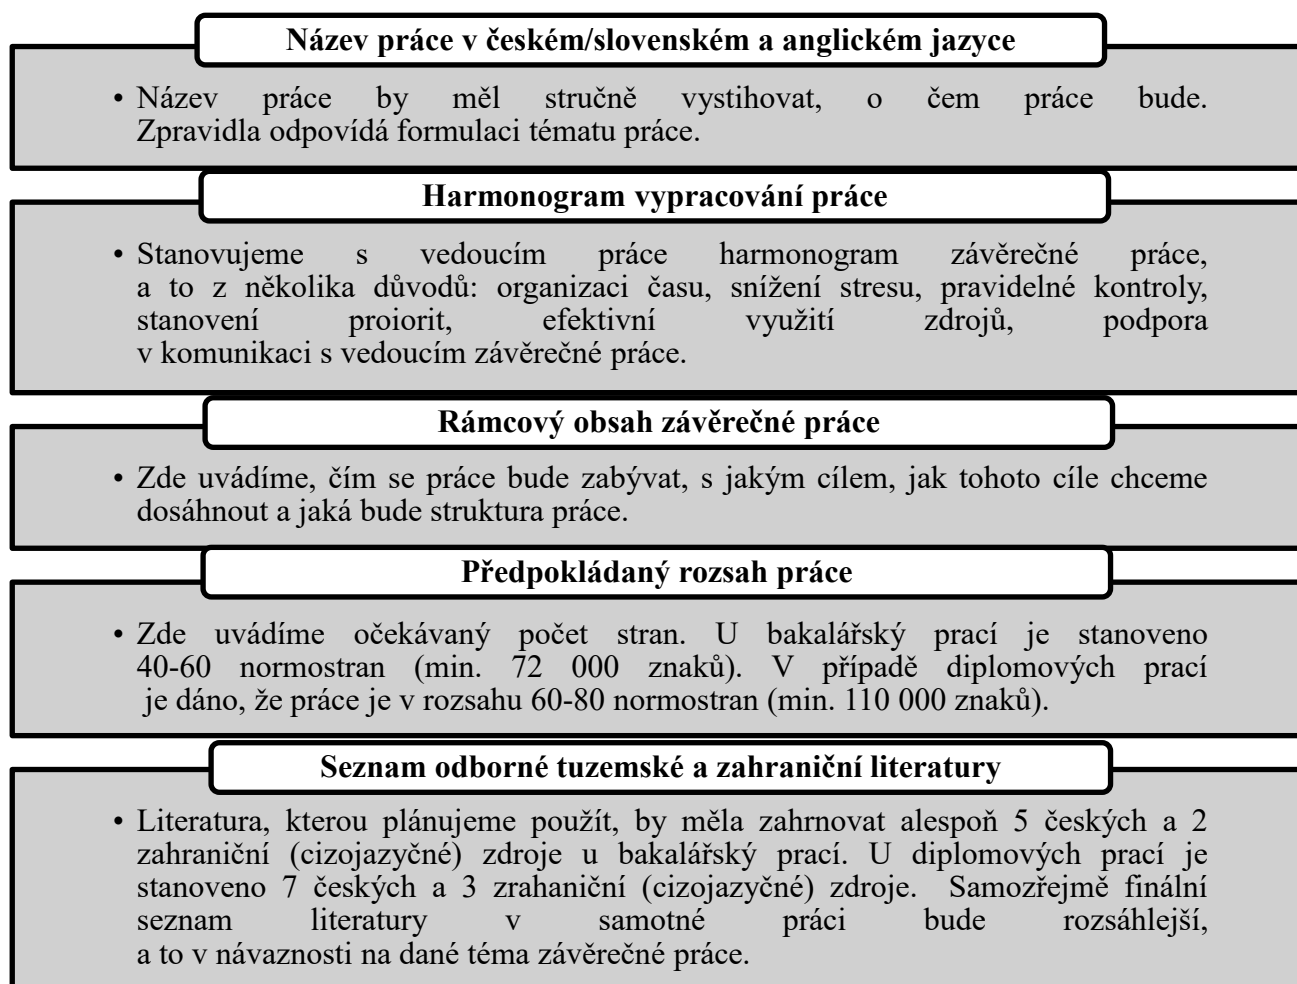 Název práce v českém/slovenském a anglickém jazyce
• Název práce by měl stručně vystihovat, o čem práce bude.
Zpravidla odpovídá formulaci tématu práce.
Harmonogram vypracování práce
• Stanovujeme s vedoucím práce harmonogram závěrečné práce,
a to z několika důvodů: organizaci času, snížení stresu, pravidelné kontroly,
stanovení proiorit, efektivní využití zdrojů, podpora
v komunikaci s vedoucím závěrečné práce.
Rámcový obsah závěrečné práce
• Zde uvádíme, čím se práce bude zabývat, s jakým cílem, jak tohoto cíle chceme
dosáhnout a jaká bude struktura práce.
Předpokládaný rozsah práce
• Zde uvádíme očekávaný počet stran. U bakalářský prací je stanoveno
40-60 normostran (min. 72 000 znaků). V případě diplomových prací
je dáno, že práce je v rozsahu 60-80 normostran (min. 110 000 znaků).
Seznam odborné tuzemské a zahraniční literatury
• Literatura, kterou plánujeme použít, by měla zahrnovat alespoň 5 českých a 2
zahraniční (cizojazyčné) zdroje u bakalářský prací. U diplomových prací je
stanoveno 7 českých a 3 zrahaniční (cizojazyčné) zdroje. Samozřejmě finální
seznam literatury v samotné práci bude rozsáhlejší,
a to v návaznosti na dané téma závěrečné práce.